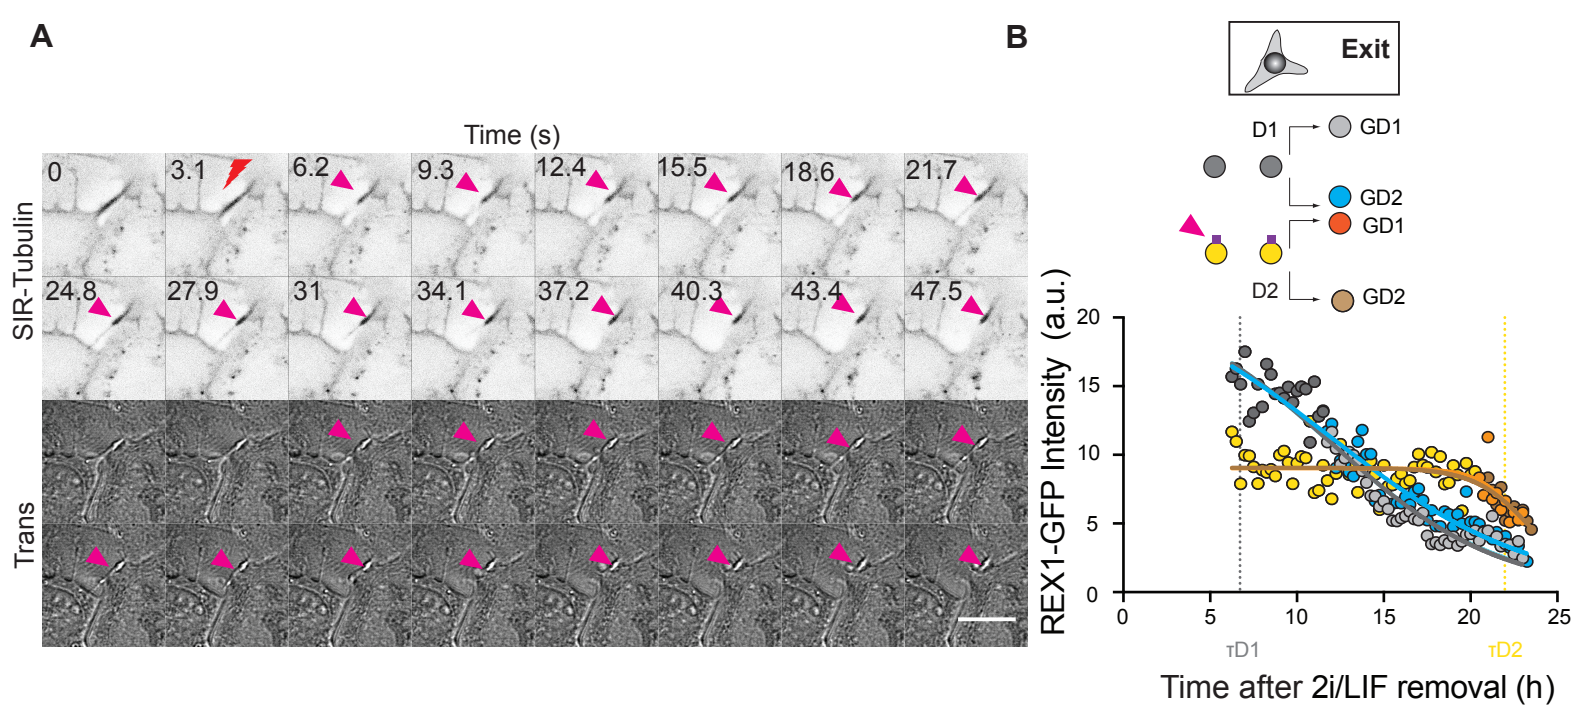 A
Time (s)
SIR-Tubulin
0 3.1 6.2 9.3 12.4 15.5 18.6 21.7
24.8 27.9 31 34.1 37.2 40.3 43.4 47.5
Trans
B
Exit
D1
GD1
GD2
GD1
D2
GD2
REX1-GFP Intensity (a.u.)
20
15
10
5
0
0 5 10 15 20 25
τD1 τD2
Time after 2i/LIF removal (h)